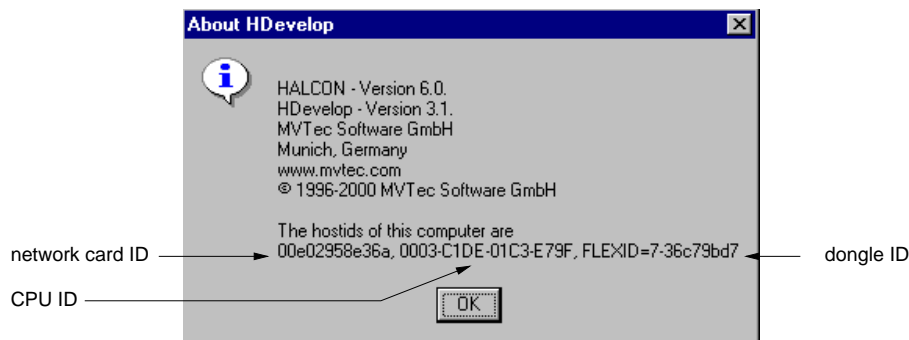 About HDevelop
HALCON - Version 6.0.
HDevelop - Version 3.1.
MVTec Software GmbH
Munich, Germany
www.mvtec.com
© 1996-2000 MVTec Software GmbH
The hostids of this computer are
network card ID
00e02958e36a, 0003-C1DE-01C3-E79F, FLEXID=7-36c79bd7
dongle ID
CPU ID
OK